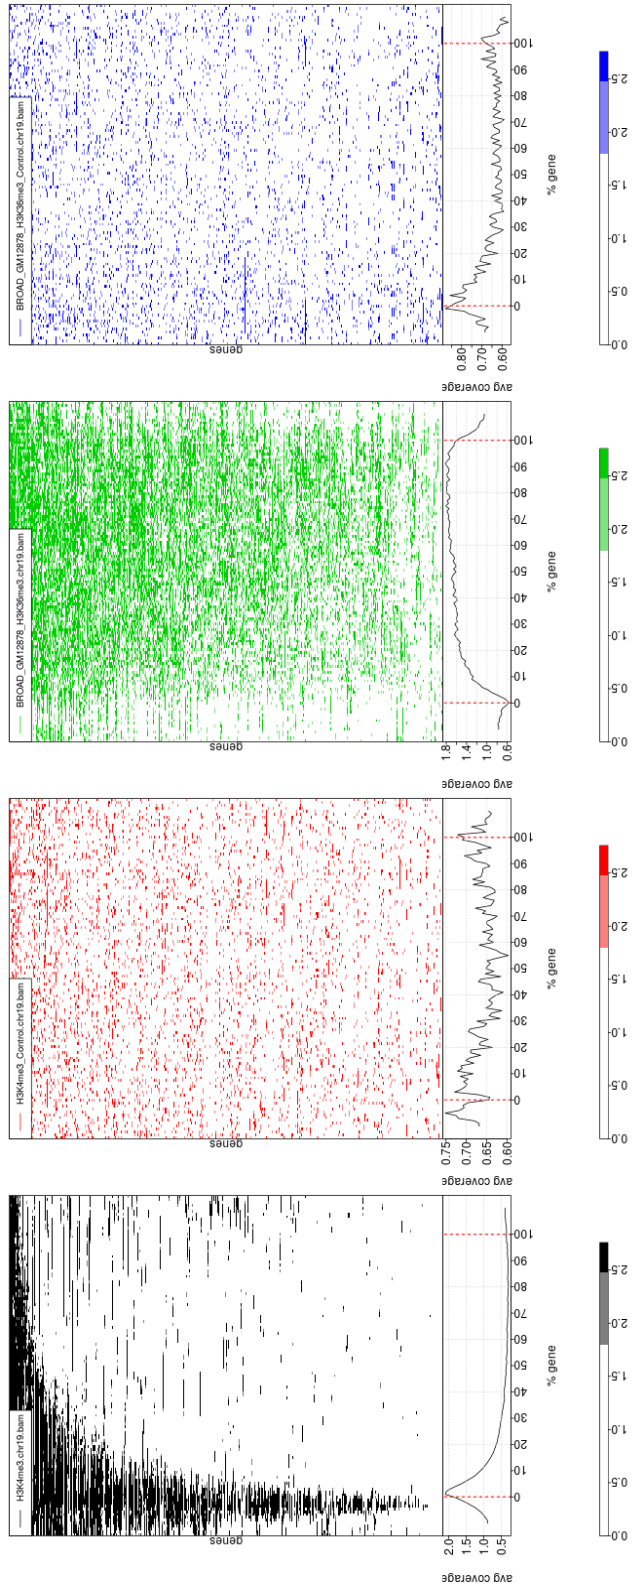 H3K4me3.chr19.bam
genes
avg coverage
2.0
1.5
1.0
0.5
0 10 20 30 40 50 60 70 80 90 100
% gene
0.0 0.5 1.0 1.5 2.0 2.5
H3K4me3_Control.chr19.bam
genes
avg coverage
0.75
0.70
0.65
0.60
0 10 20 30 40 50 60 70 80 90 100
% gene
0.0 0.5 1.0 1.5 2.0 2.5
BROAD_GM12878_H3K36me3.chr19.bam
genes
avg coverage
1.8
1.4
1.0
0.6
0 10 20 30 40 50 60 70 80 90 100
% gene
0.0 0.5 1.0 2.0 2.5
BROAD_GM12878_H3K36me3_Control.chr19.bam
genes
avg coverage
0.80
0.70
0.60
0 10 20 30 40 50 60 70 80 90 100
% gene
0.0 0.5 1.0 2.0 2.5